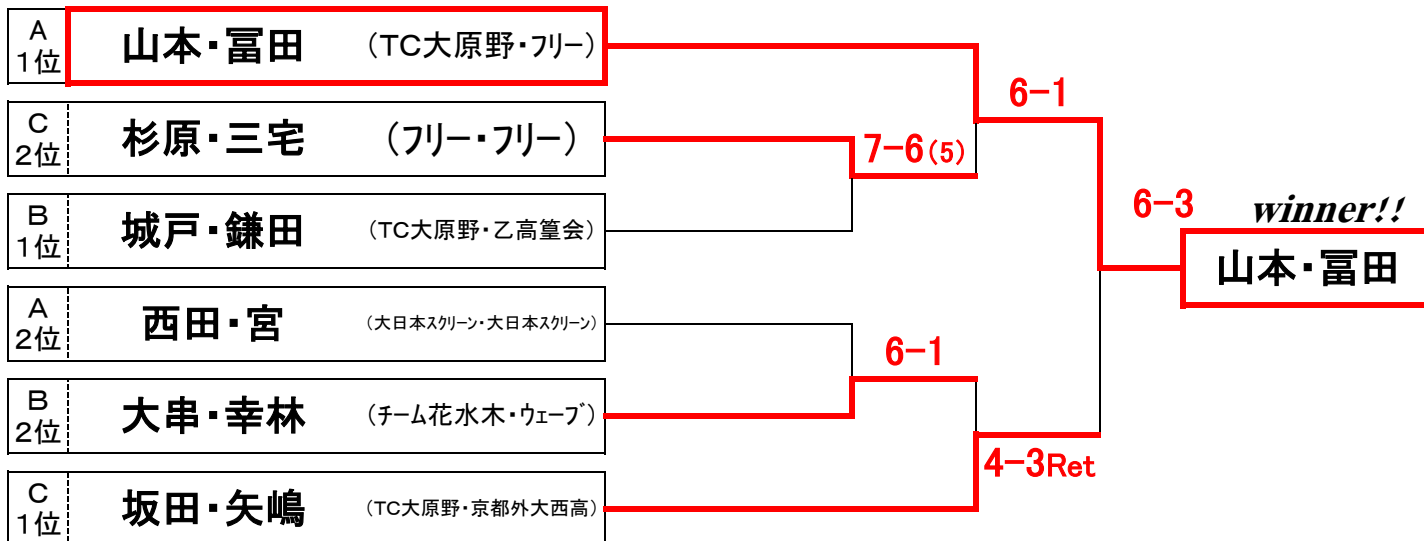 A
1位
山本・冨田 (TC大原野・フリー)
C
2位
杉原・三宅 (フリー・フリー)
B
1位
城戸・鎌田 (TC大原野・乙高篁会)
A
2位
西田・宮 (大日本ｽｸﾘｰﾝ・大日本ｽｸﾘｰﾝ)
B
2位
大串・幸林 (ﾁｰﾑ花水木・ｳｪｰﾌﾞ)
C
1位
坂田・矢嶋 (TC大原野・京都外大西高)
7-6(5)
6-1
6-1
4-3Ret
6-3
winner!!
山本・冨田